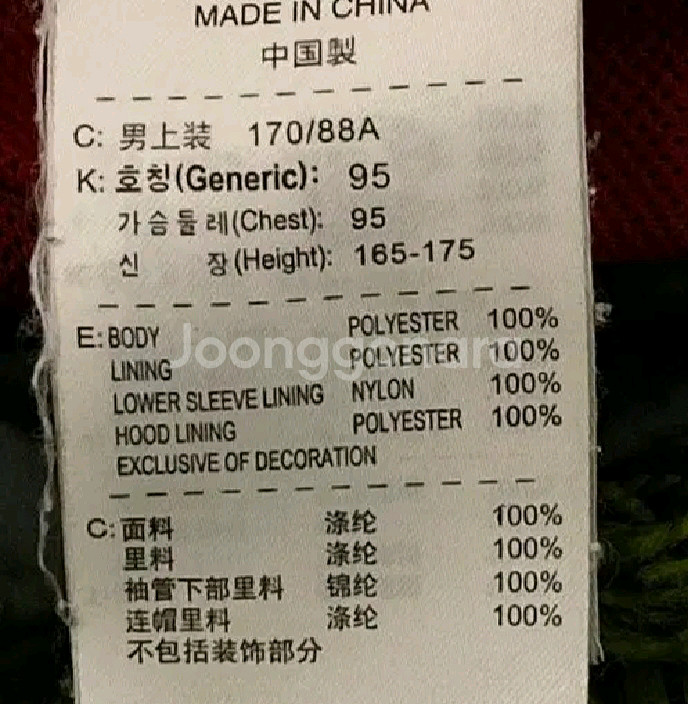 MADE IN CHINA
中国製
C: 男上装 170/88A
K: 호칭(Generic): 95
가슴둘레(Chest): 95
신 장(Height): 165-175
E: BODY POLYESTER 100%
LINING POLYESTER 100%
LOWER SLEEVE LINING NYLON 100%
HOOD LINING POLYESTER 100%
EXCLUSIVE OF DECORATION
C: 面料 涤纶 100%
里料 涤纶 100%
袖管下部里料 锦纶 100%
连帽里料 涤纶 100%
不包括装饰部分